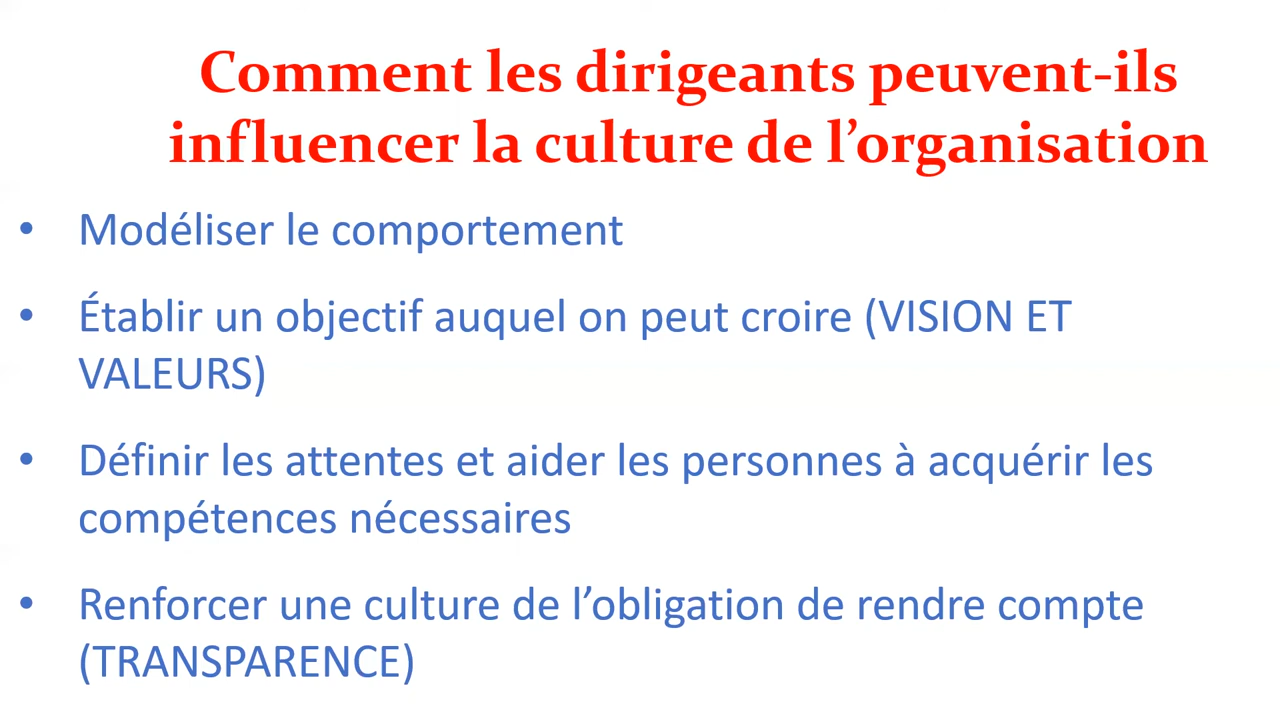 Comment les dirigeants peuvent-ils
influencer la culture de l’organisation
• Modéliser le comportement
• Établir un objectif auquel on peut croire (VISION ET
VALEURS)
• Définir les attentes et aider les personnes à acquérir les
compétences nécessaires
• Renforcer une culture de l’obligation de rendre compte
(TRANSPARENCE)